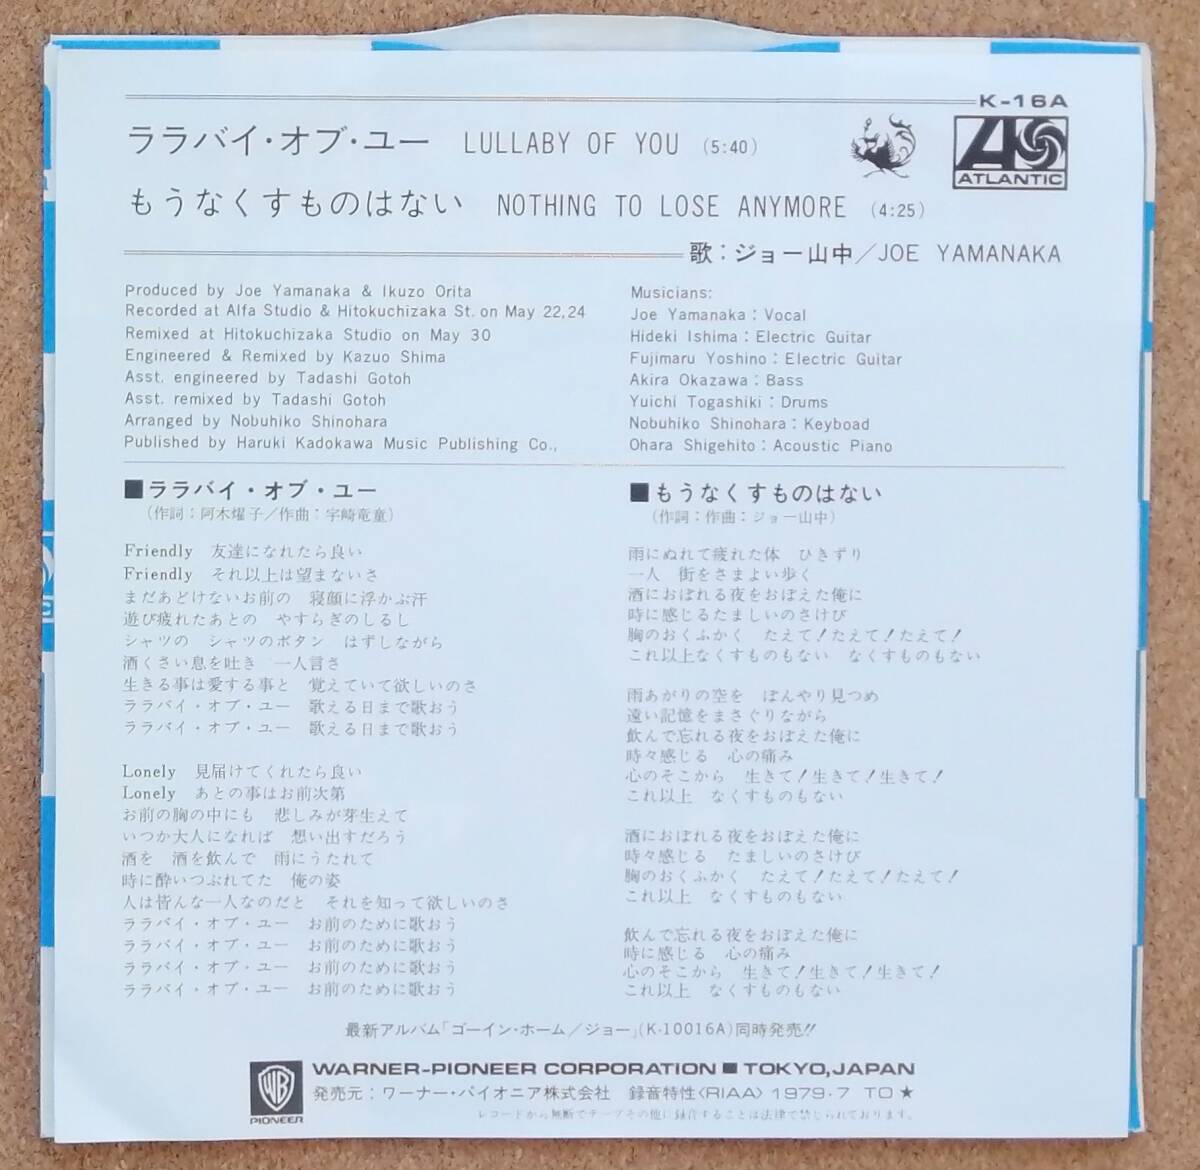 K-16A
ララバイ・オブ・ユー LULLABY OF YOU (5:40)
ATLANTIC
もうなくすものはない NOTHING TO LOSE ANYMORE (4:25)
歌：ジョー山中／JOE YAMANAKA
Produced by Joe Yamanaka & Ikuzo Orita
Recorded at Alfa Studio & Hitokuchizaka St. on May 22,24
Remixed at Hitokuchizaka Studio on May 30
Engineered & Remixed by Kazuo Shima
Asst. engineered by Tadashi Gotoh
Asst. remixed by Tadashi Gotoh
Arranged by Nobuhiko Shinohara
Published by Haruki Kadokawa Music Publishing Co.,
Musicians:
Joe Yamanaka：Vocal
Hideki Ishima：Electric Guitar
Fujimaru Yoshino：Electric Guitar
Akira Okazawa：Bass
Yuichi Togashiki：Drums
Nobuhiko Shinohara：Keyboad
Ohara Shigehito：Acoustic Piano
■ララバイ・オブ・ユー
（作詞：阿木燿子／作曲：宇崎竜童）
Friendly 友達になれたら良い
Friendly それ以上は望まないさ
まだあどけないお前の 寝顔に浮かぶ汗
遊び疲れたあとの やすらぎのしるし
シャツの シャツのボタン はずしながら
酒くさい息を吐き 一人言さ
生きる事は愛する事と 覚えていて欲しいのさ
ララバイ・オブ・ユー 歌える日まで歌おう
ララバイ・オブ・ユー 歌える日まで歌おう
Lonely 見届けてくれたら良い
Lonely あとの事はお前次第
お前の胸の中にも 悲しみが芽生えて
いつか大人になれば 想い出すだろう
酒を 酒を飲んで 雨にうたれて
時に酔いつぶれてた 俺の姿
人は皆んな一人なのだと それを知って欲しいのさ
ララバイ・オブ・ユー お前のために歌おう
ララバイ・オブ・ユー お前のために歌おう
ララバイ・オブ・ユー お前のために歌おう
ララバイ・オブ・ユー お前のために歌おう
■もうなくすものはない
（作詞：作曲：ジョー山中）
雨にぬれて疲れた体 ひきずり
一人 街をさまよい歩く
酒におぼれる夜をおぼえた俺に
時に感じるたましいのさけび
胸のおくふかく たえて！たえて！たえて！
これ以上なくすものもない なくすものもない
雨あがりの空を ぼんやり見つめ
遠い記憶をまさぐりながら
飲んで忘れる夜をおぼえた俺に
時々感じる 心の痛み
心のそこから 生きて！生きて！生きて！
これ以上 なくすものもない
酒におぼれる夜をおぼえた俺に
時々感じる たましいのさけび
胸のおくふかく たえて！たえて！たえて！
これ以上 なくすものもない
飲んで忘れる夜をおぼえた俺に
時に感じる 心の痛み
心のそこから 生きて！生きて！生きて！
これ以上 なくすものもない
最新アルバム「ゴーイン・ホーム／ジョー」(K-10016A)同時発売!!
WB PIONEER
WARNER-PIONEER CORPORATION ■ TOKYO,JAPAN
発売元：ワーナー・パイオニア株式会社 録音特性〈RIAA〉1979・7 TO★
レコードから無断でテープその他に録音することは法律で禁じられております。